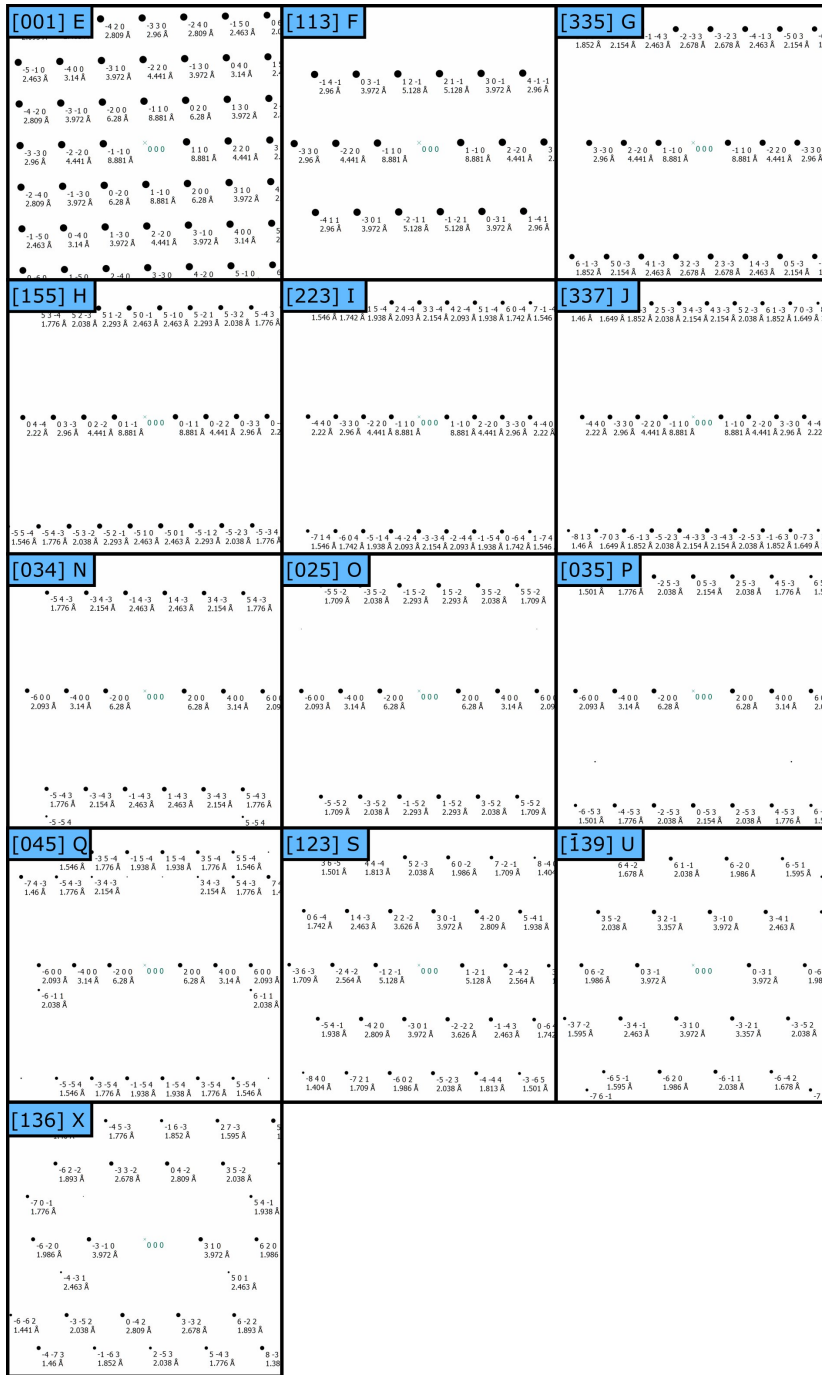 [001] E
-4 2 0 -3 3 0 -2 4 0 -1 5 0
2.809 Å 2.96 Å 2.809 Å 2.463 Å
-5 -1 0 -4 0 0 -3 1 0 -2 2 0 -1 3 0 0 4 0
2.463 Å 3.14 Å 3.972 Å 4.441 Å 3.972 Å 3.14 Å
-4 -2 0 -3 -1 0 -2 0 0 -1 1 0 0 2 0 1 3 0
2.809 Å 3.972 Å 6.28 Å 8.881 Å 6.28 Å 3.972 Å
-3 -3 0 -2 -2 0 -1 -1 0 0 0 0 1 1 0 2 2 0
2.96 Å 4.441 Å 8.881 Å 8.881 Å 4.441 Å
-2 -4 0 -1 -3 0 0 -2 0 1 -1 0 2 0 0 3 1 0
2.809 Å 3.972 Å 6.28 Å 8.881 Å 6.28 Å 3.972 Å
-1 -5 0 0 -4 0 1 -3 0 2 -2 0 3 -1 0 4 0 0
2.463 Å 3.14 Å 3.972 Å 4.441 Å 3.972 Å 3.14 Å
0 -6 0 1 -5 0 2 -4 0 3 -3 0 4 -2 0 5 -1 0
[113] F
-1 4 -1 0 3 -1 1 2 -1 2 1 -1 3 0 -1 4 -1 -1
2.96 Å 3.972 Å 5.128 Å 5.128 Å 3.972 Å 2.96 Å
-3 3 0 -2 2 0 -1 1 0 0 0 0 1 -1 0 2 -2 0
2.96 Å 4.441 Å 8.881 Å 8.881 Å 4.441 Å
-4 1 1 -3 0 1 -2 -1 1 -1 -2 1 0 -3 1 1 -4 1
2.96 Å 3.972 Å 5.128 Å 5.128 Å 3.972 Å 2.96 Å
[335] G
-1 -4 3 -2 -3 3 -3 -2 3 -4 -1 3 -5 0 3
1.852 Å 2.154 Å 2.463 Å 2.678 Å 2.678 Å 2.463 Å 2.154 Å
3 -3 0 2 -2 0 1 -1 0 0 0 0 -1 1 0 -2 2 0 -3 3 0
2.96 Å 4.441 Å 8.881 Å 8.881 Å 4.441 Å 2.96 Å
6 -1 -3 5 0 -3 4 1 -3 3 2 -3 2 3 -3 1 4 -3 0 5 -3
1.852 Å 2.154 Å 2.463 Å 2.678 Å 2.678 Å 2.463 Å 2.154 Å
[155] H
5 3 -4 5 2 -3 5 1 -2 5 0 -1 5 -1 0 5 -2 1 5 -3 2 5 -4 3
1.776 Å 2.038 Å 2.293 Å 2.463 Å 2.463 Å 2.293 Å 2.038 Å 1.776 Å
0 4 -4 0 3 -3 0 2 -2 0 1 -1 0 0 0 0 -1 1 0 -2 2 0 -3 3
2.22 Å 2.96 Å 4.441 Å 8.881 Å 8.881 Å 4.441 Å 2.96 Å
-5 5 4 -5 4 -3 -5 3 -2 -5 2 -1 -5 1 0 -5 0 1 -5 -1 2 -5 -2 3 -5 -3 4
1.546 Å 1.776 Å 2.038 Å 2.293 Å 2.463 Å 2.463 Å 2.293 Å 2.038 Å 1.776 Å
[223] I
1 5 -4 2 4 -4 3 3 -4 4 2 -4 5 1 -4 6 0 -4 7 -1 -4
1.546 Å 1.742 Å 1.938 Å 2.093 Å 2.154 Å 2.093 Å 1.938 Å 1.742 Å 1.546
-4 4 0 -3 3 0 -2 2 0 -1 1 0 0 0 0 1 -1 0 2 -2 0 3 -3 0 4 -4 0
2.22 Å 2.96 Å 4.441 Å 8.881 Å 8.881 Å 4.441 Å 2.96 Å 2.22 Å
-7 1 4 -6 0 4 -5 -1 4 -4 -2 4 -3 -3 4 -2 -4 4 -1 -5 4 0 -6 4 1 -7 4
1.546 Å 1.742 Å 1.938 Å 2.093 Å 2.154 Å 2.093 Å 1.938 Å 1.742 Å 1.546
[337] J
2 5 -3 3 4 -3 4 3 -3 5 2 -3 6 1 -3 7 0 -3
1.46 Å 1.649 Å 1.852 Å 2.038 Å 2.154 Å 2.154 Å 2.038 Å 1.852 Å 1.649 Å
-4 4 0 -3 3 0 -2 2 0 -1 1 0 0 0 0 1 -1 0 2 -2 0 3 -3 0
2.22 Å 2.96 Å 4.441 Å 8.881 Å 8.881 Å 4.441 Å 2.96 Å
-8 1 3 -7 0 3 -6 -1 3 -5 -2 3 -4 -3 3 -3 -4 3 -2 -5 3 -1 -6 3 0 -7 3
1.46 Å 1.649 Å 1.852 Å 2.038 Å 2.154 Å 2.154 Å 2.038 Å 1.852 Å 1.649 Å
[034] N
-5 4 -3 -3 4 -3 -1 4 -3 1 4 -3 3 4 -3 5 4 -3
1.776 Å 2.154 Å 2.463 Å 2.463 Å 2.154 Å 1.776 Å
-6 0 0 -4 0 0 -2 0 0 0 0 0 2 0 0 4 0 0 6 0 0
2.093 Å 3.14 Å 6.28 Å 6.28 Å 3.14 Å 2.09
-5 -4 3 -3 -4 3 -1 -4 3 1 -4 3 3 -4 3 5 -4 3
1.776 Å 2.154 Å 2.463 Å 2.463 Å 2.154 Å 1.776 Å
-5 -5 4 5 -5 4
[025] O
-5 5 -2 -3 5 -2 -1 5 -2 1 5 -2 3 5 -2 5 5 -2
1.709 Å 2.038 Å 2.293 Å 2.293 Å 2.038 Å 1.709 Å
-6 0 0 -4 0 0 -2 0 0 0 0 0 2 0 0 4 0 0 6 0 0
2.093 Å 3.14 Å 6.28 Å 6.28 Å 3.14 Å 2.09
-5 -5 2 -3 -5 2 -1 -5 2 1 -5 2 3 -5 2 5 -5 2
1.709 Å 2.038 Å 2.293 Å 2.293 Å 2.038 Å 1.709 Å
[035] P
-2 5 -3 0 5 -3 2 5 -3 4 5 -3
1.501 Å 1.776 Å 2.038 Å 2.154 Å 2.038 Å 1.776 Å
-6 0 0 -4 0 0 -2 0 0 0 0 0 2 0 0 4 0 0
2.093 Å 3.14 Å 6.28 Å 6.28 Å 3.14 Å
-6 -5 3 -4 -5 3 -2 -5 3 0 -5 3 2 -5 3 4 -5 3
1.501 Å 1.776 Å 2.038 Å 2.154 Å 2.038 Å 1.776 Å
[045] Q
-3 5 -4 -1 5 -4 1 5 -4 3 5 -4 5 5 -4
1.546 Å 1.776 Å 1.938 Å 1.938 Å 1.776 Å 1.546 Å
-7 4 -3 -5 4 -3 -3 4 -3 3 4 -3 5 4 -3
1.46 Å 1.776 Å 2.154 Å 2.154 Å 1.776 Å
-6 0 0 -4 0 0 -2 0 0 0 0 0 2 0 0 4 0 0 6 0 0
2.093 Å 3.14 Å 6.28 Å 6.28 Å 3.14 Å 2.093 Å
-6 -1 1 6 -1 1
2.038 Å 2.038 Å
-5 -5 4 -3 -5 4 -1 -5 4 1 -5 4 3 -5 4 5 -5 4
1.546 Å 1.776 Å 1.938 Å 1.938 Å 1.776 Å 1.546 Å
[123] S
3 6 -5 4 4 -4 5 2 -3 6 0 -2 7 -2 -1
1.501 Å 1.813 Å 2.038 Å 1.986 Å 1.709 Å 1.404
0 6 -4 1 4 -3 2 2 -2 3 0 -1 4 -2 0 5 -4 1
1.742 Å 2.463 Å 3.626 Å 3.972 Å 2.809 Å 1.938 Å
-3 6 -3 -2 4 -2 -1 2 -1 0 0 0 1 -2 1 2 -4 2
1.709 Å 2.564 Å 5.128 Å 5.128 Å 2.564 Å
-5 4 1 -4 2 0 -3 0 1 -2 -2 2 -1 -4 3 0 -6 4
1.938 Å 2.809 Å 3.972 Å 3.626 Å 2.463 Å 1.742
-8 4 0 -7 2 1 -6 0 2 -5 -2 3 -4 -4 4 -3 -6 5
1.404 Å 1.709 Å 1.986 Å 2.038 Å 1.813 Å 1.501 Å
[1̄39] U
6 4 -2 6 1 -1 6 -2 0 6 -5 1
1.678 Å 2.038 Å 1.986 Å 1.595 Å
3 5 -2 3 2 -1 3 -1 0 3 -4 1
2.038 Å 3.357 Å 3.972 Å 2.463 Å
0 6 -2 0 3 -1 0 0 0 0 -3 1
1.986 Å 3.972 Å 3.972 Å 1.98
-3 7 -2 -3 4 -1 -3 1 0 -3 -2 1 -3 -5 2
1.595 Å 2.463 Å 3.972 Å 3.357 Å 2.038 Å
-6 5 -1 -6 2 0 -6 -1 1 -6 -4 2
1.595 Å 1.986 Å 2.038 Å 1.678 Å
-7 6 -1
[136] X
-4 5 -3 -1 6 -3 2 7 -3
1.776 Å 1.852 Å 1.595 Å
-6 2 -2 -3 3 -2 0 4 -2 3 5 -2
1.893 Å 2.678 Å 2.809 Å 2.038 Å
-7 0 -1 5 4 -1
1.776 Å 1.938 Å
-6 -2 0 -3 -1 0 0 0 0 3 1 0 6 2 0
1.986 Å 3.972 Å 3.972 Å 1.986
-4 -3 1 5 0 1
2.463 Å 2.463 Å
-6 -6 2 -3 -5 2 0 -4 2 3 -3 2 6 -2 2
1.441 Å 2.038 Å 2.809 Å 2.678 Å 1.893 Å
-4 -7 3 -1 -6 3 2 -5 3 5 -4 3
1.46 Å 1.852 Å 2.038 Å 1.776 Å 1.38